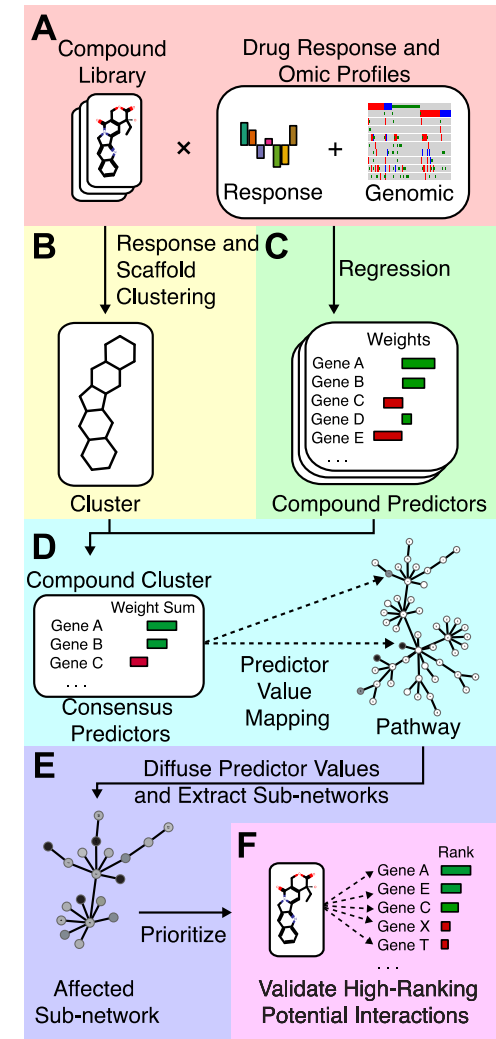 A
Compound
Library
Drug Response and
Omic Profiles
×
Response
+
Genomic
B
Response and
Scaffold
Clustering
Cluster
C
Regression
Weights
Gene A
Gene B
Gene C
Gene D
Gene E
. . .
Compound Predictors
D
Compound Cluster
Weight Sum
Gene A
Gene B
Gene C
. . .
Consensus
Predictors
Predictor
Value
Mapping
Pathway
E
Diffuse Predictor Values
and Extract Sub-networks
Affected
Sub-network
Prioritize
F
Rank
Gene A
Gene E
Gene C
Gene X
Gene T
. . .
Validate High-Ranking
Potential Interactions